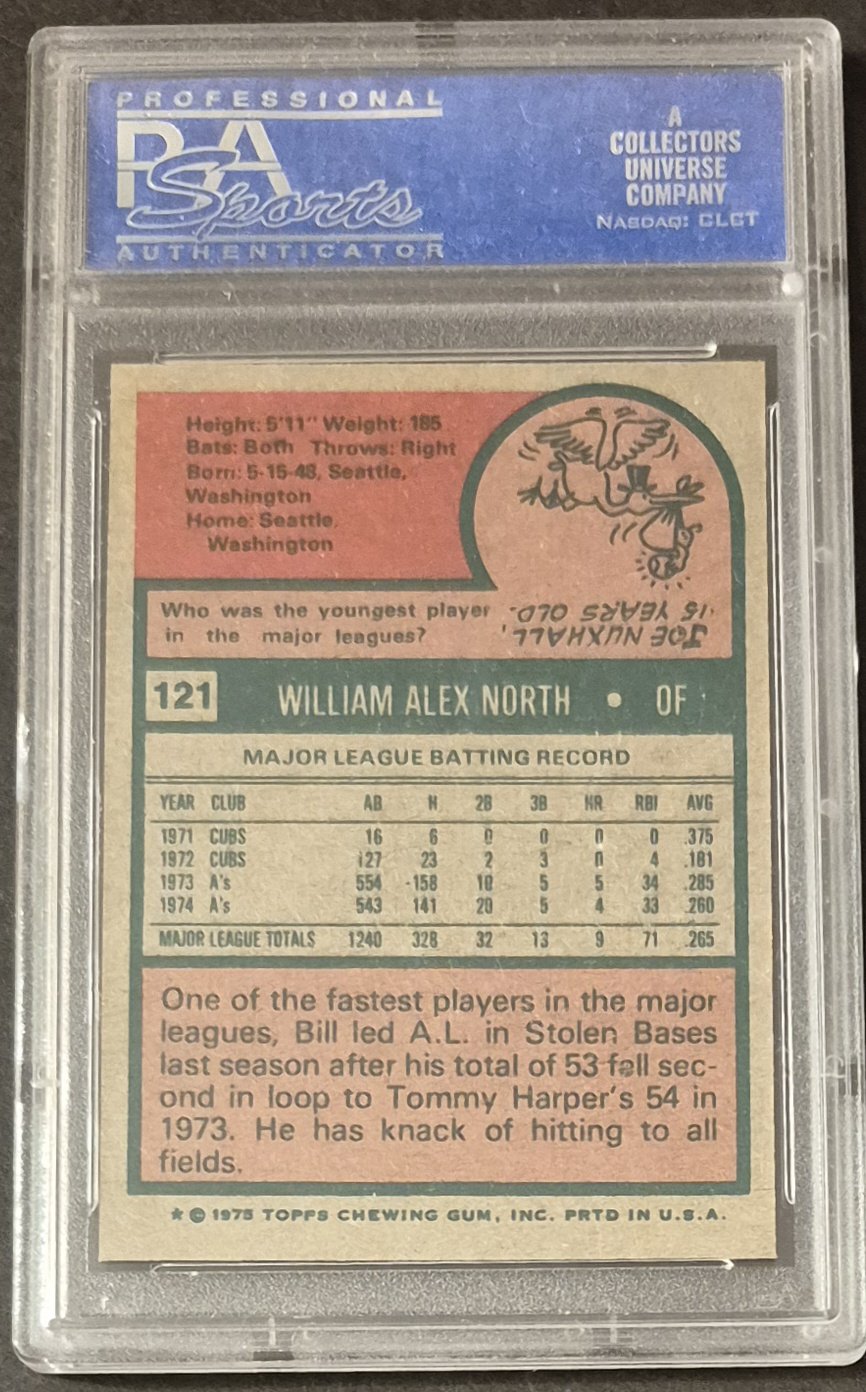 PROFESSIONAL
PSA
Sports
AUTHENTICATOR
A
COLLECTORS
UNIVERSE
COMPANY
NASDAQ: CLCT
Height: 5'11" Weight: 185
Bats: Both Throws: Right
Born: 5-15-48, Seattle,
Washington
Home: Seattle,
Washington
Who was the youngest player
in the major leagues?
JOE NUXHALL,
15 YEARS OLD.
121 WILLIAM ALEX NORTH • OF
MAJOR LEAGUE BATTING RECORD
YEAR CLUB AB H 2B 3B HR RBI AVG
1971 CUBS 16 6 0 0 0 0 .375
1972 CUBS 127 23 2 3 0 4 .181
1973 A's 554 158 10 5 5 34 .285
1974 A's 543 141 20 5 4 33 .260
MAJOR LEAGUE TOTALS 1240 328 32 13 9 71 .265
One of the fastest players in the major
leagues, Bill led A.L. in Stolen Bases
last season after his total of 53 fell sec-
ond in loop to Tommy Harper's 54 in
1973. He has knack of hitting to all
fields.
★ © 1975 TOPPS CHEWING GUM, INC. PRTD IN U.S.A.